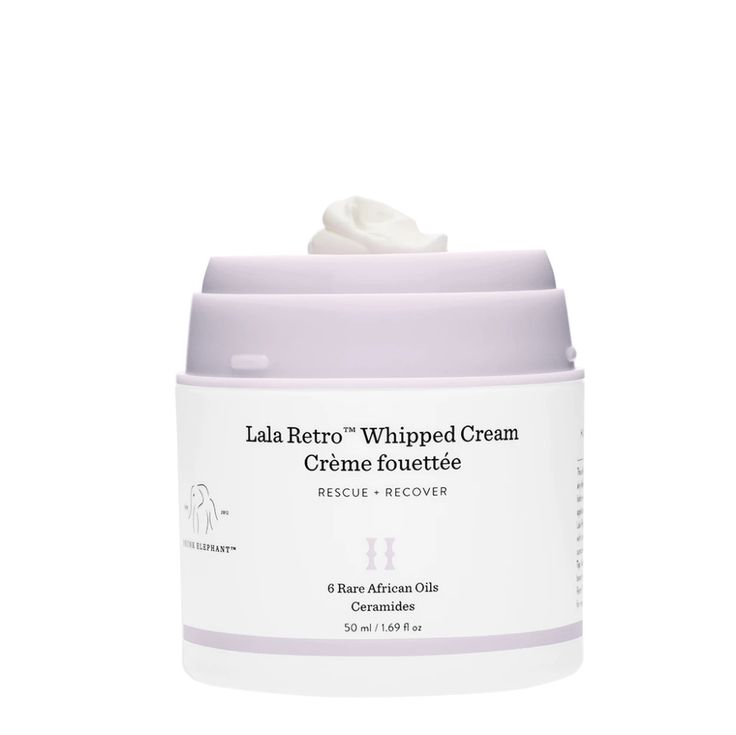 Lala Retro™ Whipped Cream
Crème fouettée
RESCUE + RECOVER
ELEPHANT™
6 Rare African Oils
Ceramides
50 ml / 1.69 fl oz